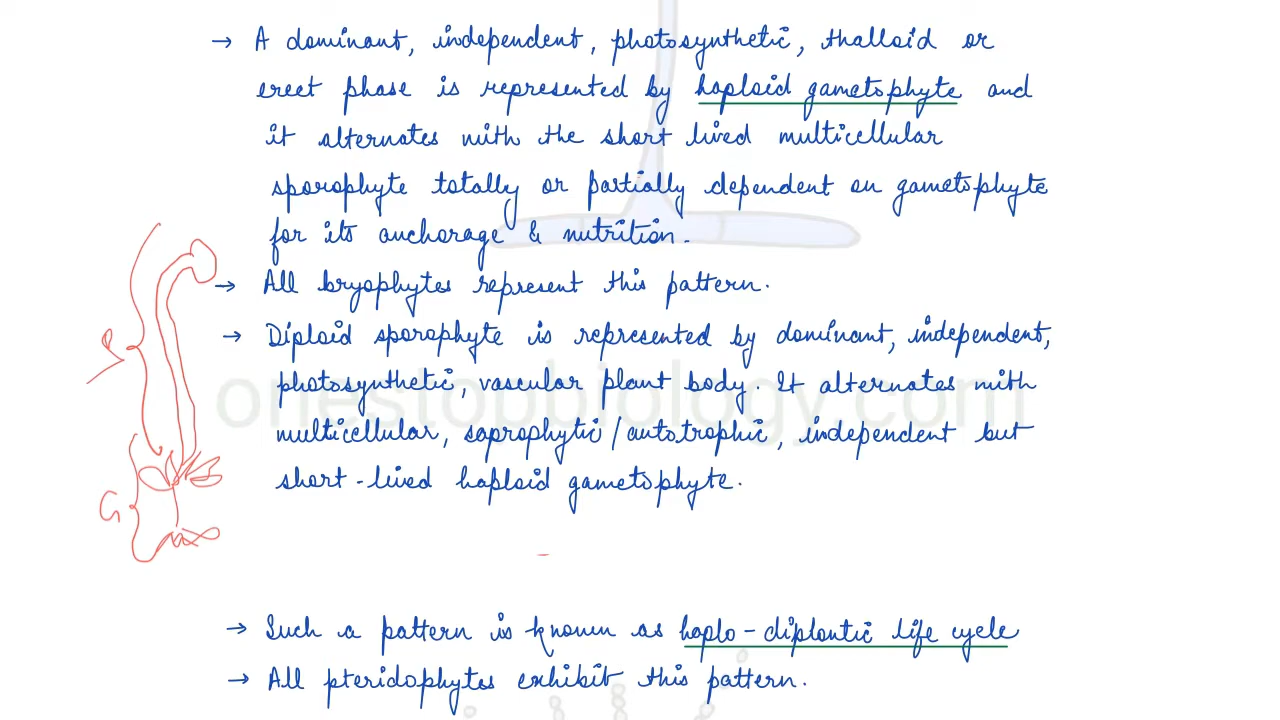 → A dominant, independent, photosynthetic, thalloid or
erect phase is represented by haploid gametophyte and
it alternates with the short lived multicellular
sporophyte totally or partially dependent on gametophyte
for its anchorage & nutrition.
→ All bryophytes represent this pattern.
→ Diploid sporophyte is represented by dominant, independent,
photosynthetic, vascular plant body. It alternates with
onestopbiology.com
multicellular, saprophytic/autotrophic, independent but
short-lived haploid gametophyte.
G
→ Such a pattern is known as haplo-diplontic life cycle
→ All pteridophytes exhibit this pattern.